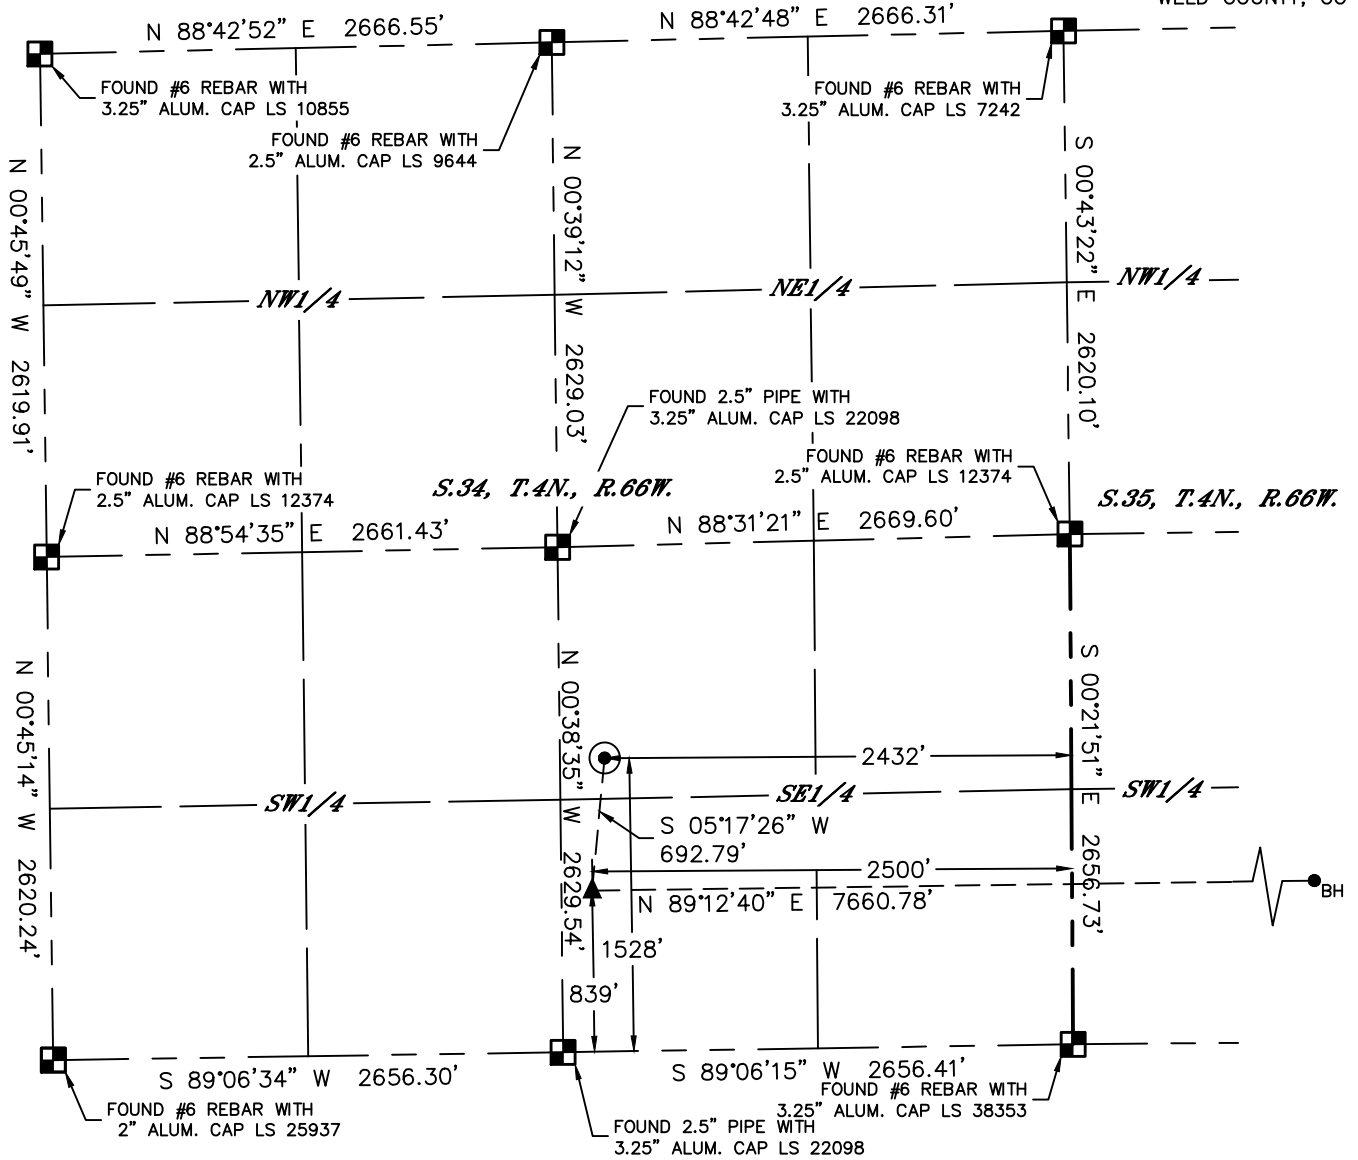 WELD COUNTY, CO
N 88°42'52" E 2666.55'
N 88°42'48" E 2666.31'
FOUND #6 REBAR WITH
3.25" ALUM. CAP LS 10855
FOUND #6 REBAR WITH
2.5" ALUM. CAP LS 9644
FOUND #6 REBAR WITH
3.25" ALUM. CAP LS 7242
N 00°45'49" W 2619.91'
N 00°39'12" W 2629.03'
S 00°43'22" E 2620.10'
NW1/4
NE1/4
NW1/4
FOUND 2.5" PIPE WITH
3.25" ALUM. CAP LS 22098
FOUND #6 REBAR WITH
2.5" ALUM. CAP LS 12374
FOUND #6 REBAR WITH
2.5" ALUM. CAP LS 12374
S.34, T.4N., R.66W.
S.35, T.4N., R.66W.
N 88°54'35" E 2661.43'
N 88°31'21" E 2669.60'
N 00°45'14" W 2620.24'
N 00°38'35" W 2629.54'
S 00°21'51" E 2656.73'
2432'
SW1/4
SE1/4
SW1/4
S 05°17'26" W
692.79'
2500'
N 89°12'40" E 7660.78'
BH
1528'
839'
S 89°06'34" W 2656.30'
S 89°06'15" W 2656.41'
FOUND #6 REBAR WITH
3.25" ALUM. CAP LS 38353
FOUND #6 REBAR WITH
2" ALUM. CAP LS 25937
FOUND 2.5" PIPE WITH
3.25" ALUM. CAP LS 22098